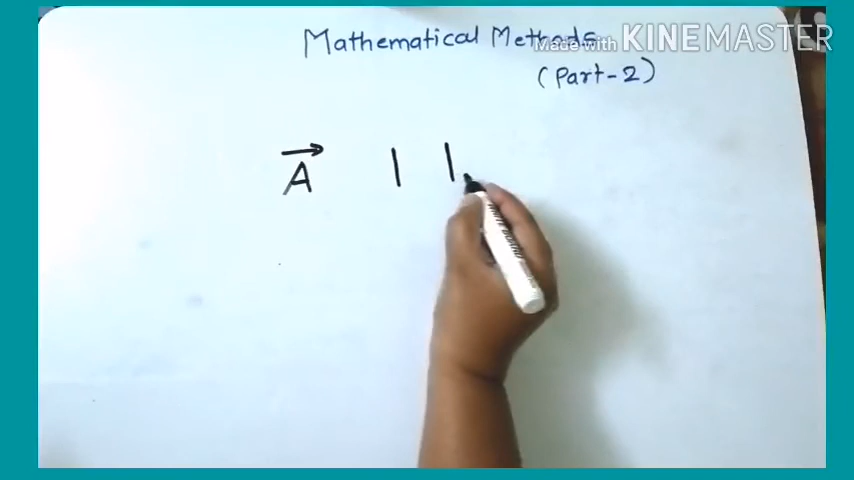 Mathematical Methods
Made with KINEMASTER
(Part-2)
A | |